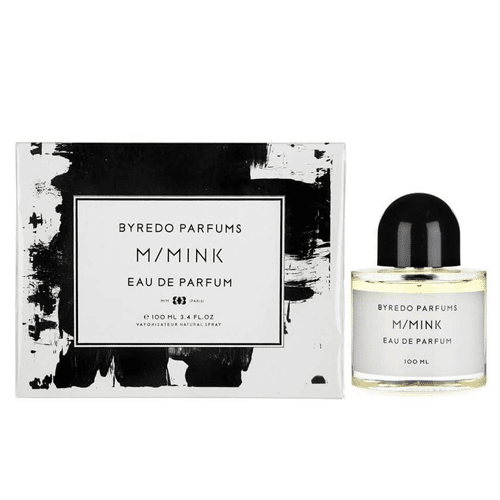 BYREDO PARFUMS
M/MINK
EAU DE PARFUM
M/M (PARIS)
℮ 100 ML 3.4 FL.OZ
VAPORISATEUR NATURAL SPRAY
1
BYREDO PARFUMS
M/MINK
EAU DE PARFUM
100 ML